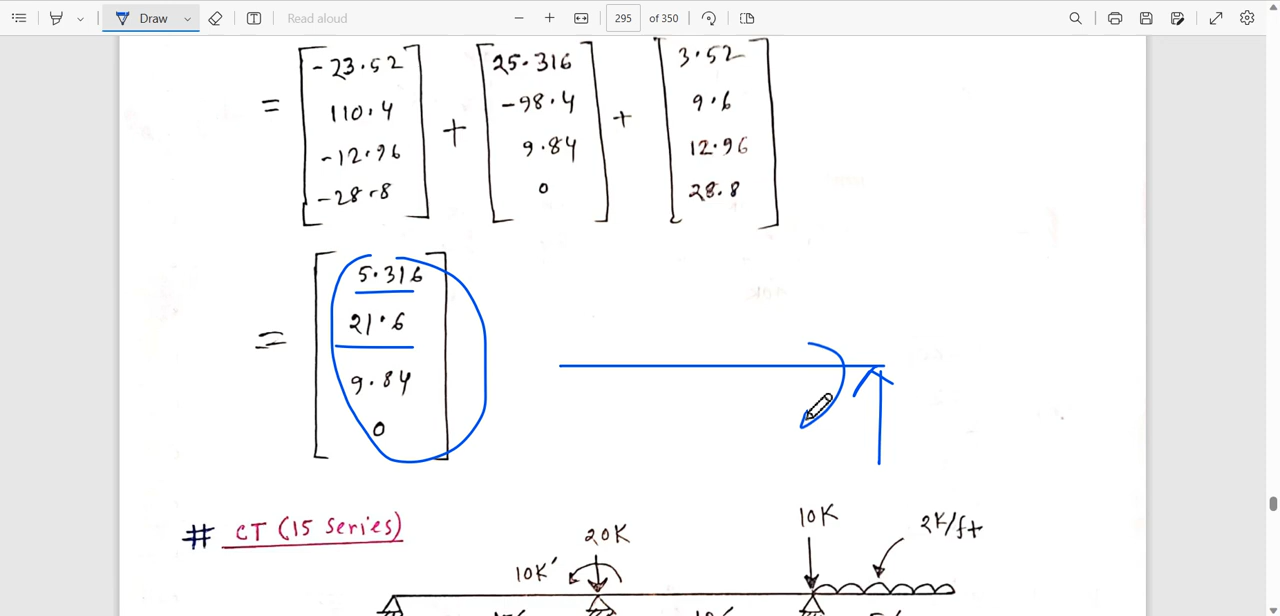 Draw
Read aloud
295 of 350
= [-23.52 110.4 -12.96 -28.8] + [25.316 -98.4 9.84 0] + [3.52 9.6 12.96 28.8]
= [5.316 21.6 9.84 0]
# CT (15 Series)
10K'
20K
10K
2K/ft